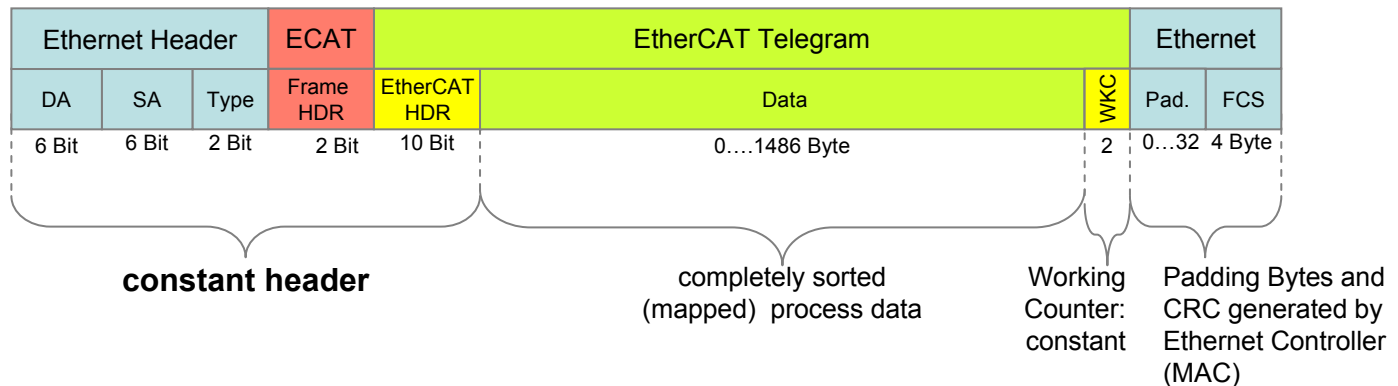 Ethernet Header ECAT EtherCAT Telegram Ethernet
DA SA Type Frame HDR EtherCAT HDR Data WKC Pad. FCS
6 Bit 6 Bit 2 Bit 2 Bit 10 Bit 0....1486 Byte 2 0...32 4 Byte
constant header
completely sorted
(mapped) process data
Working
Counter:
constant
Padding Bytes and
CRC generated by
Ethernet Controller
(MAC)